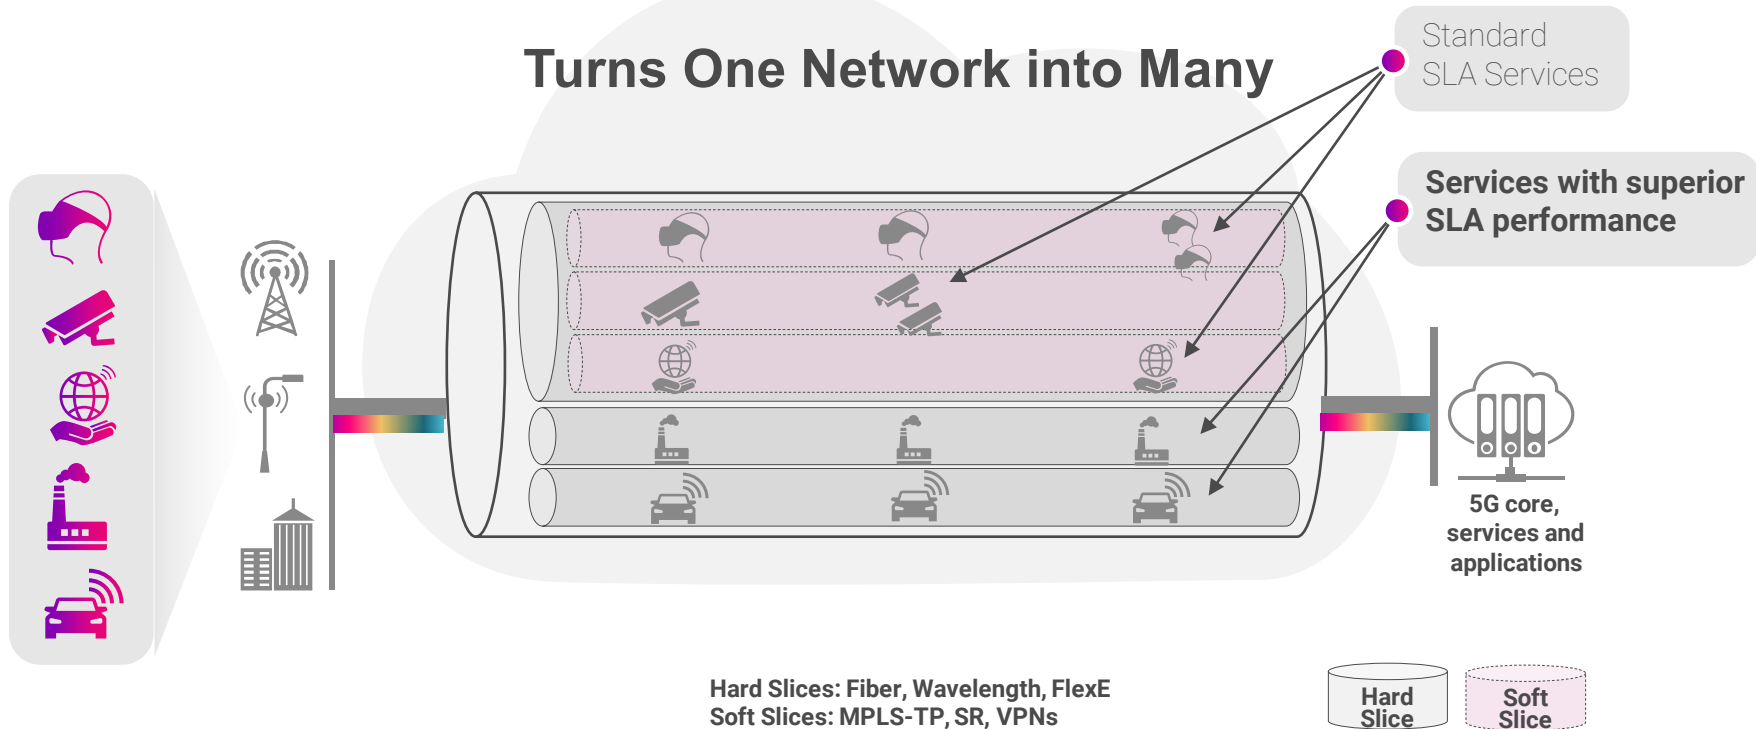 Turns One Network into Many
Standard
SLA Services
Services with superior
SLA performance
5G core,
services and
applications
Hard Slices: Fiber, Wavelength, FlexE
Soft Slices: MPLS-TP, SR, VPNs
Hard
Slice
Soft
Slice